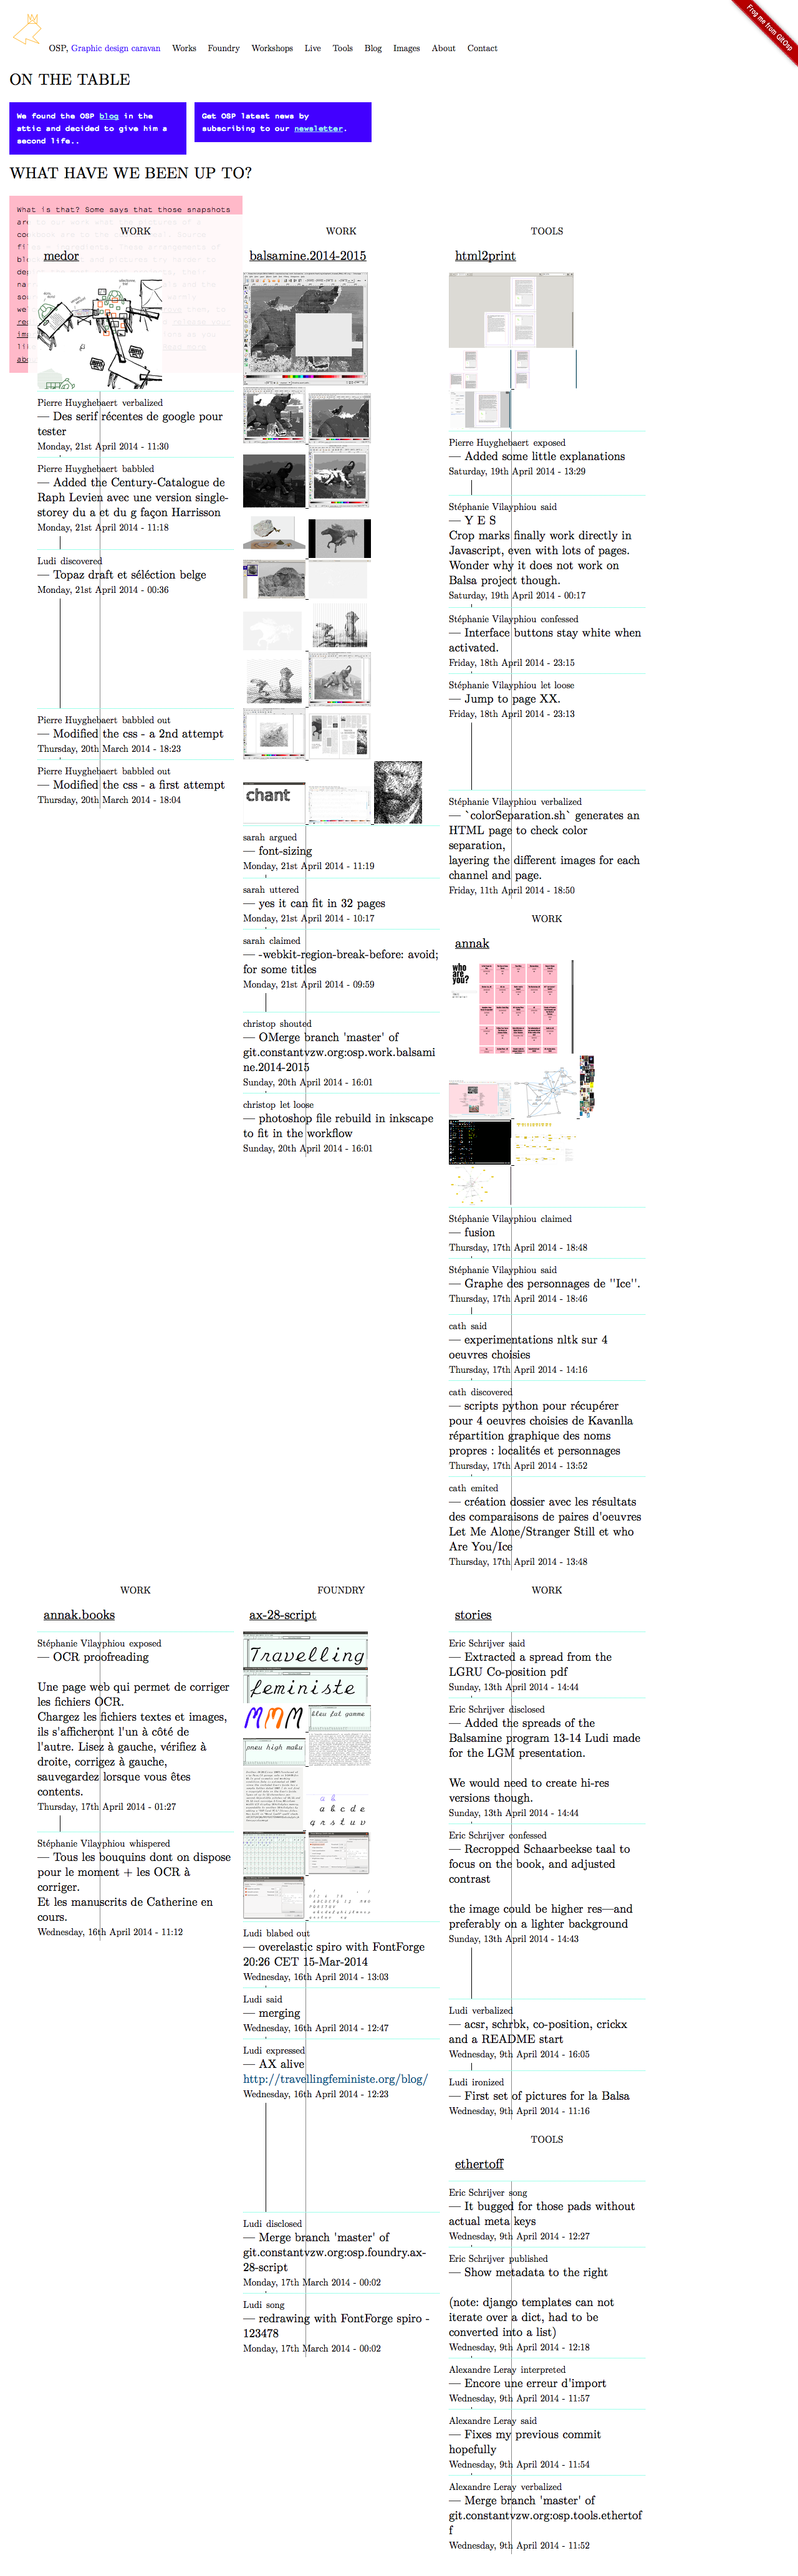 Frog me from GitOsp
OSP, Graphic design caravan Works Foundry Workshops Live Tools Blog Images About Contact
ON THE TABLE
We found the OSP blog in the
attic and decided to give him a
second life..
Get OSP latest news by
subscribing to our newsletter.
WHAT HAVE WE BEEN UP TO?
What is that? Some says that those snapshots
WORK
medor
Pierre Huyghebaert verbalized
— Des serif récentes de google pour
tester
Monday, 21st April 2014 - 11:30
Pierre Huyghebaert babbled
— Added the Century-Catalogue de
Raph Levien avec une version single-
storey du a et du g façon Harrisson
Monday, 21st April 2014 - 11:18
Ludi discovered
— Topaz draft et séléction belge
Monday, 21st April 2014 - 00:36
Pierre Huyghebaert babbled out
— Modified the css - a 2nd attempt
Thursday, 20th March 2014 - 18:23
Pierre Huyghebaert babbled out
— Modified the css - a first attempt
Thursday, 20th March 2014 - 18:04
WORK
balsamine.2014-2015
chant
sarah argued
— font-sizing
Monday, 21st April 2014 - 11:19
sarah uttered
— yes it can fit in 32 pages
Monday, 21st April 2014 - 10:17
sarah claimed
— -webkit-region-break-before: avoid;
for some titles
Monday, 21st April 2014 - 09:59
christop shouted
— OMerge branch 'master' of
git.constantvzw.org:osp.work.balsami
ne.2014-2015
Sunday, 20th April 2014 - 16:01
christop let loose
— photoshop file rebuild in inkscape
to fit in the workflow
Sunday, 20th April 2014 - 16:01
TOOLS
html2print
Pierre Huyghebaert exposed
— Added some little explanations
Saturday, 19th April 2014 - 13:29
Stéphanie Vilayphiou said
— Y E S
Crop marks finally work directly in
Javascript, even with lots of pages.
Wonder why it does not work on
Balsa project though.
Saturday, 19th April 2014 - 00:17
Stéphanie Vilayphiou confessed
— Interface buttons stay white when
activated.
Friday, 18th April 2014 - 23:15
Stéphanie Vilayphiou let loose
— Jump to page XX.
Friday, 18th April 2014 - 23:13
Stéphanie Vilayphiou verbalized
— `colorSeparation.sh` generates an
HTML page to check color
separation,
layering the different images for each
channel and page.
Friday, 11th April 2014 - 18:50
WORK
annak
who
are
you?
Stéphanie Vilayphiou claimed
— fusion
Thursday, 17th April 2014 - 18:48
Stéphanie Vilayphiou said
— Graphe des personnages de "Ice".
Thursday, 17th April 2014 - 18:46
cath said
— experimentations nltk sur 4
oeuvres choisies
Thursday, 17th April 2014 - 14:16
cath discovered
— scripts python pour récupérer
pour 4 oeuvres choisies de Kavanlla
répartition graphique des noms
propres : localités et personnages
Thursday, 17th April 2014 - 13:52
cath emited
— création dossier avec les résultats
des comparaisons de paires d'oeuvres
Let Me Alone/Stranger Still et who
Are You/Ice
Thursday, 17th April 2014 - 13:48
WORK
annak.books
Stéphanie Vilayphiou exposed
— OCR proofreading
Une page web qui permet de corriger
les fichiers OCR.
Chargez les fichiers textes et images,
ils s'afficheront l'un à côté de
l'autre. Lisez à gauche, vérifiez à
droite, corrigez à gauche,
sauvegardez lorsque vous êtes
contents.
Thursday, 17th April 2014 - 01:27
Stéphanie Vilayphiou whispered
— Tous les bouquins dont on dispose
pour le moment + les OCR à
corriger.
Et les manuscrits de Catherine en
cours.
Wednesday, 16th April 2014 - 11:12
FOUNDRY
ax-28-script
Travelling
feministe
MMM
bleu fat gomme
pneu high maku
a b
a b c d e
q r s t u v
Ludi blabed out
— overelastic spiro with FontForge
20:26 CET 15-Mar-2014
Wednesday, 16th April 2014 - 13:03
Ludi said
— merging
Wednesday, 16th April 2014 - 12:47
Ludi expressed
— AX alive
http://travellingfeministe.org/blog/
Wednesday, 16th April 2014 - 12:23
Ludi disclosed
— Merge branch 'master' of
git.constantvzw.org:osp.foundry.ax-
28-script
Monday, 17th March 2014 - 00:02
Ludi song
— redrawing with FontForge spiro -
123478
Monday, 17th March 2014 - 00:02
WORK
stories
Eric Schrijver said
— Extracted a spread from the
LGRU Co-position pdf
Sunday, 13th April 2014 - 14:44
Eric Schrijver disclosed
— Added the spreads of the
Balsamine program 13-14 Ludi made
for the LGM presentation.
We would need to create hi-res
versions though.
Sunday, 13th April 2014 - 14:44
Eric Schrijver confessed
— Recropped Schaarbeekse taal to
focus on the book, and adjusted
contrast
the image could be higher res—and
preferably on a lighter background
Sunday, 13th April 2014 - 14:43
Ludi verbalized
— acsr, schrbk, co-position, crickx
and a README start
Wednesday, 9th April 2014 - 16:05
Ludi ironized
— First set of pictures for la Balsa
Wednesday, 9th April 2014 - 11:16
TOOLS
ethertoff
Eric Schrijver song
— It bugged for those pads without
actual meta keys
Wednesday, 9th April 2014 - 12:27
Eric Schrijver published
— Show metadata to the right
(note: django templates can not
iterate over a dict, had to be
converted into a list)
Wednesday, 9th April 2014 - 12:18
Alexandre Leray interpreted
— Encore une erreur d'import
Wednesday, 9th April 2014 - 11:57
Alexandre Leray said
— Fixes my previous commit
hopefully
Wednesday, 9th April 2014 - 11:54
Alexandre Leray verbalized
— Merge branch 'master' of
git.constantvzw.org:osp.tools.ethertof
f
Wednesday, 9th April 2014 - 11:52